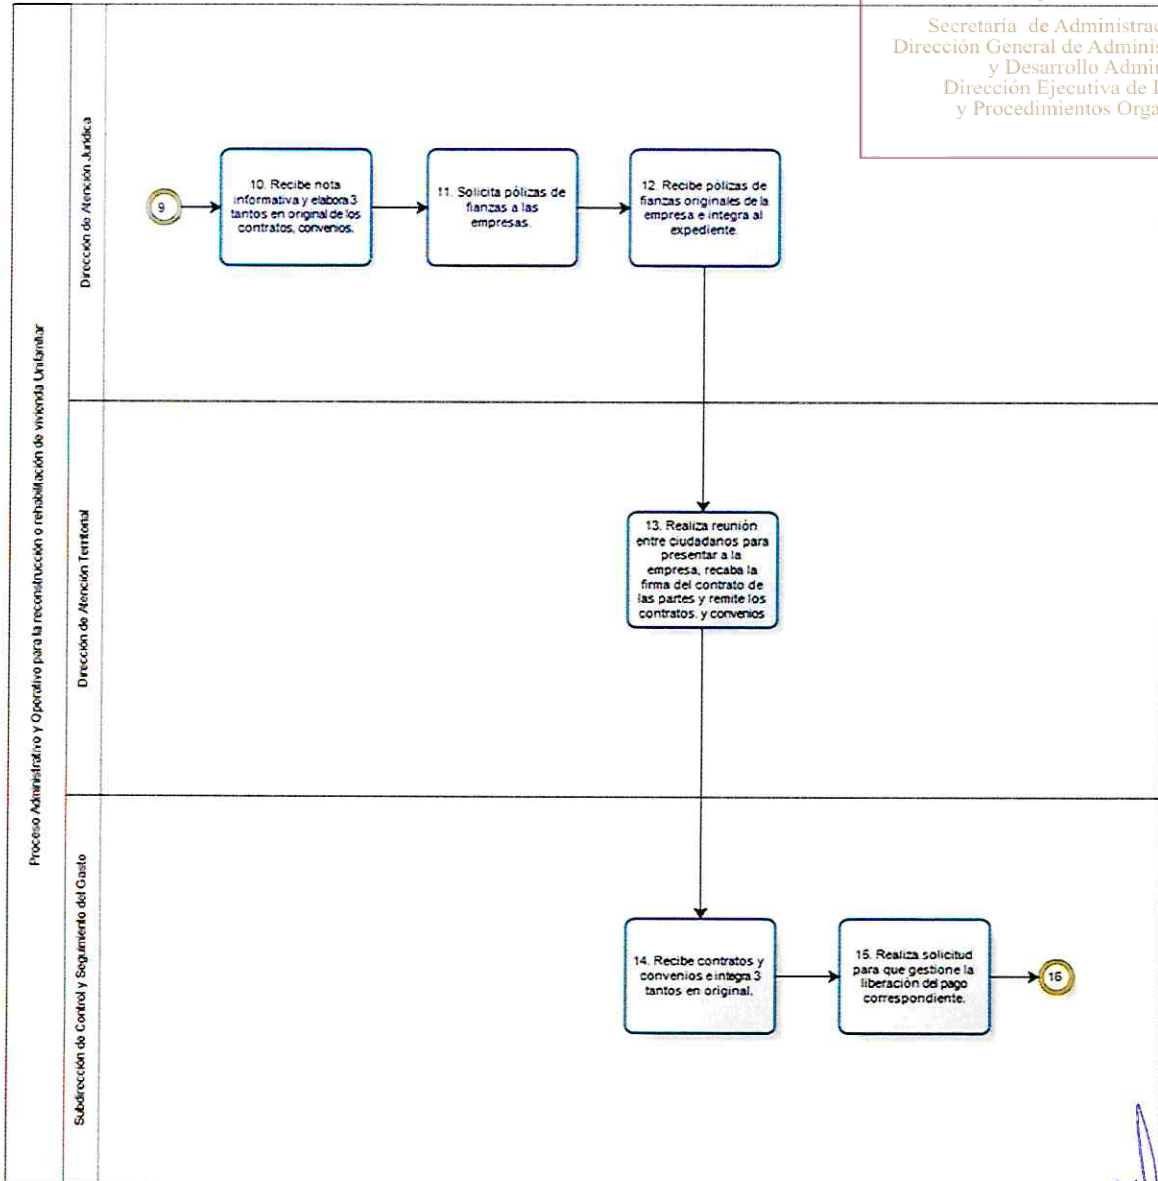 Secretaría de Administrac
Dirección General de Adminis
y Desarrollo Admin
Dirección Ejecutiva de
y Procedimientos Orga
Proceso Administrativo y Operativo para la reconstrucción o rehabilitación de vivienda Unifamiliar
Dirección de Atención Jurídica
9
10. Recibe nota
informativa y elabora 3
tantos en original de los
contratos, convenios.
11. Solicita pólizas de
fianzas a las
empresas.
12. Recibe pólizas de
fianzas originales de la
empresa e integra al
expediente.
Dirección de Atención Territorial
13. Realiza reunión
entre ciudadanos para
presentar a la
empresa, recaba la
firma del contrato de
las partes y remite los
contratos, y convenios
Subdirección de Control y Seguimiento del Gasto
14. Recibe contratos y
convenios e integra 3
tantos en original.
15. Realiza solicitud
para que gestione la
liberación del pago
correspondiente.
16